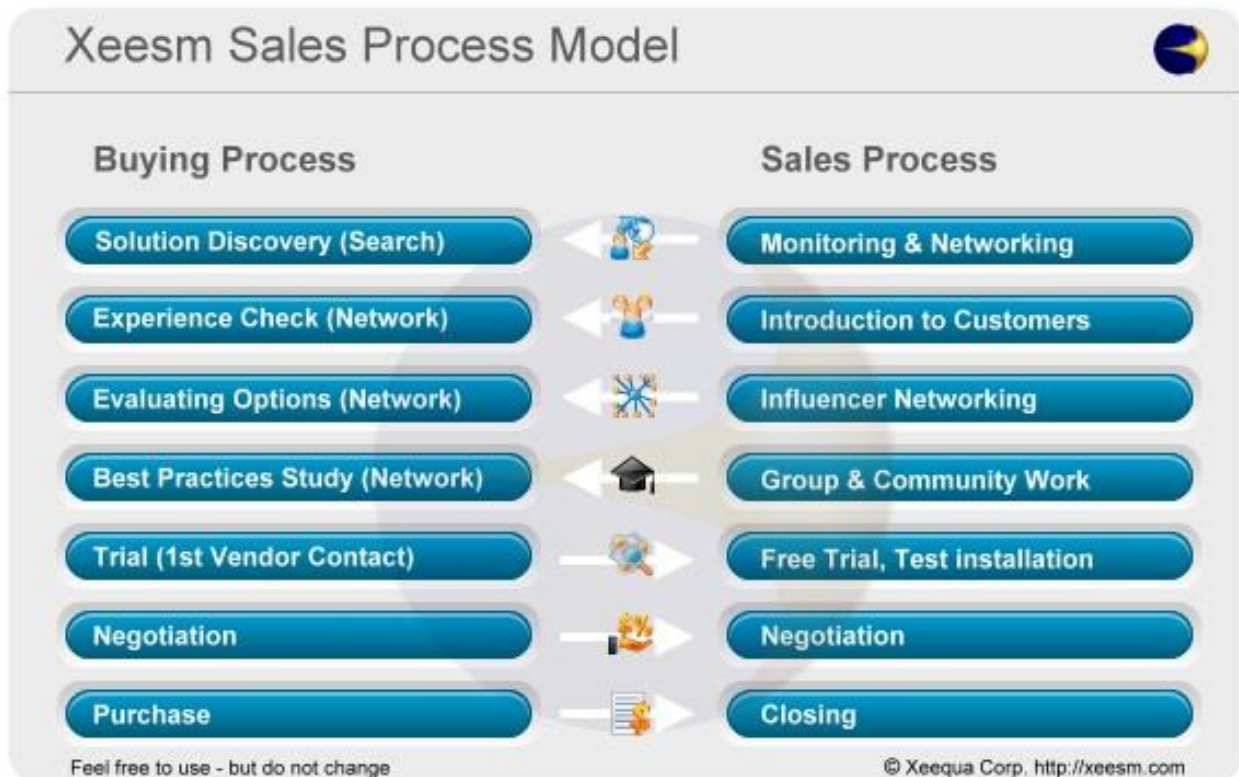 Xeesm Sales Process Model
Buying Process
Sales Process
Solution Discovery (Search)
Monitoring & Networking
Experience Check (Network)
Introduction to Customers
Evaluating Options (Network)
Influencer Networking
Best Practices Study (Network)
Group & Community Work
Trial (1st Vendor Contact)
Free Trial, Test installation
Negotiation
Negotiation
Purchase
Closing
Feel free to use - but do not change
© Xeequa Corp. http://xeesm.com